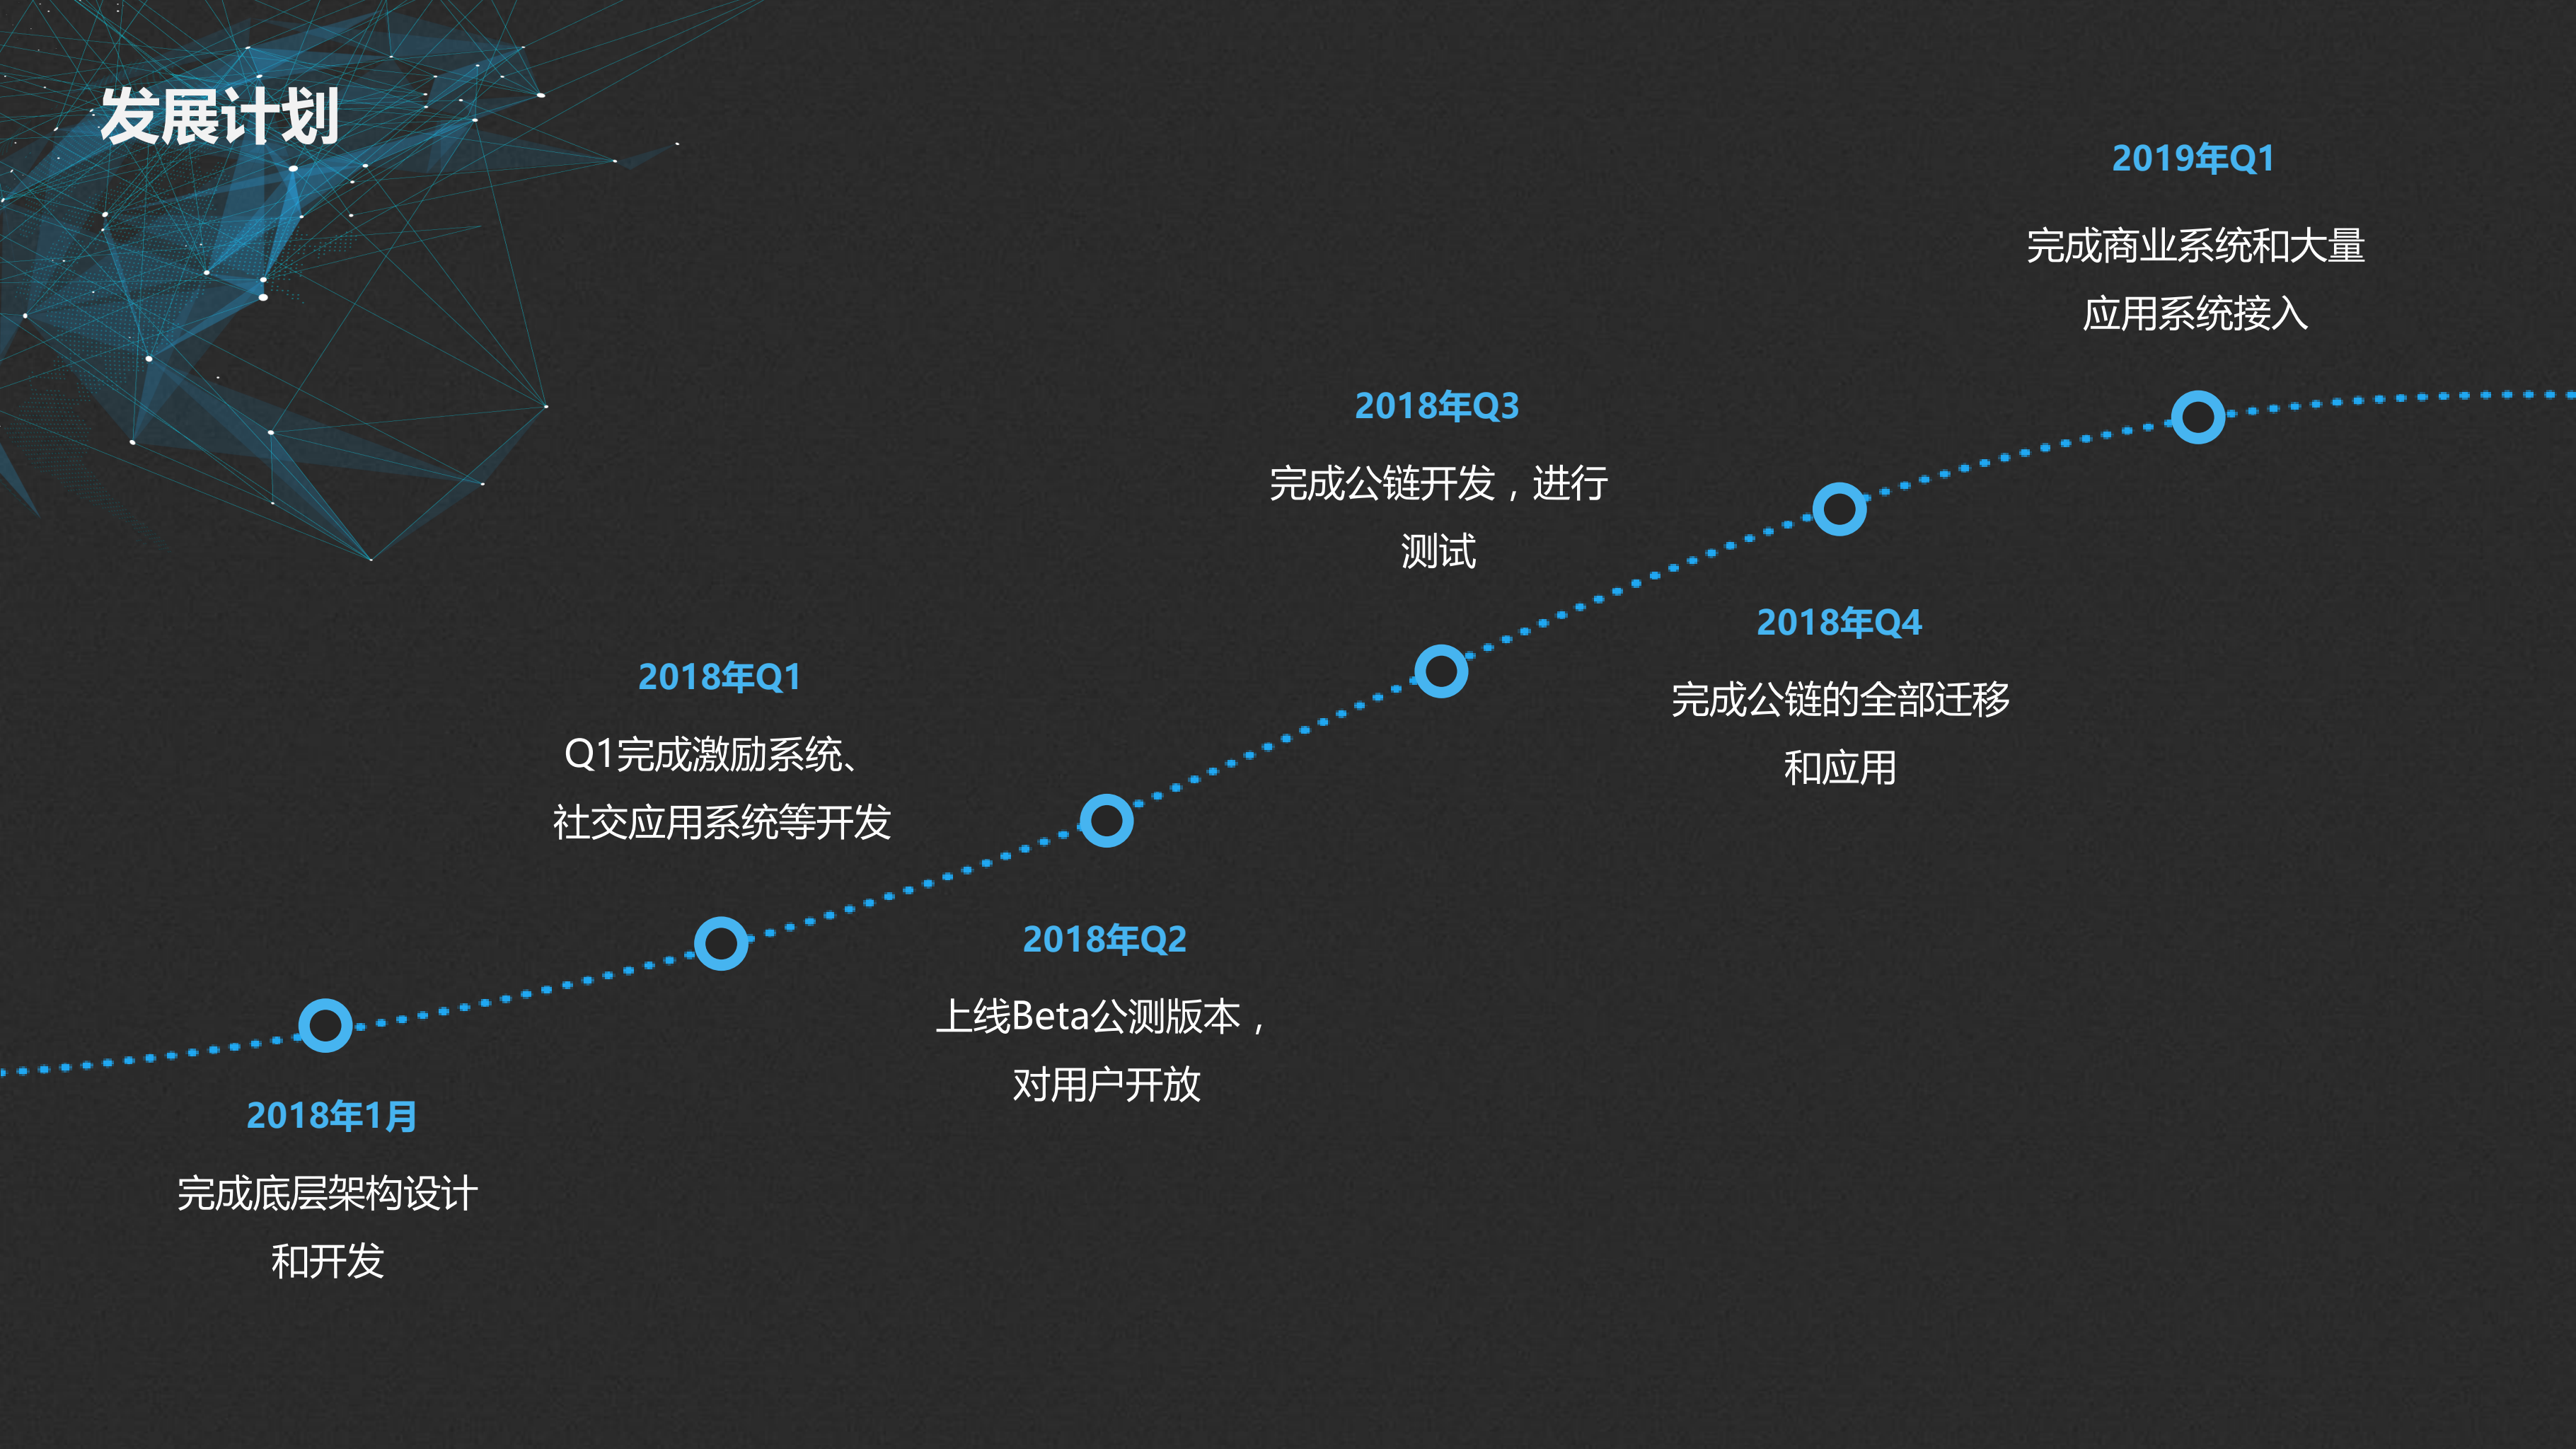 发展计划
2018年1月
完成底层架构设计
和开发
2018年Q1
Q1完成激励系统、
社交应用系统等开发
2018年Q2
上线Beta公测版本，
对用户开放
2018年Q3
完成公链开发，进行
测试
2018年Q4
完成公链的全部迁移
和应用
2019年Q1
完成商业系统和大量
应用系统接入